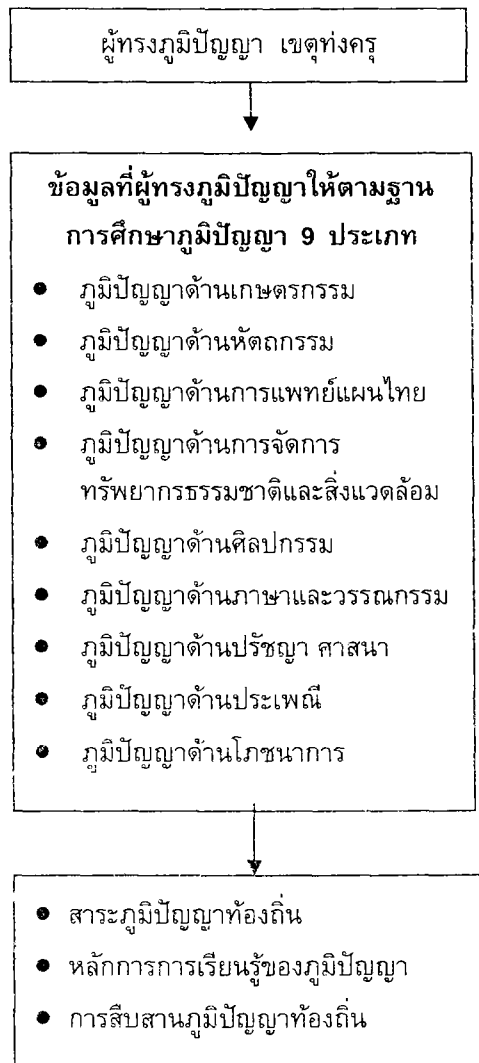 ผู้ทรงภูมิปัญญา เขตทุ่งครุ
ข้อมูลที่ผู้ทรงภูมิปัญญาให้ตามฐาน
การศึกษาภูมิปัญญา 9 ประเภท
● ภูมิปัญญาด้านเกษตรกรรม
● ภูมิปัญญาด้านหัตถกรรม
● ภูมิปัญญาด้านการแพทย์แผนไทย
● ภูมิปัญญาด้านการจัดการ
ทรัพยากรธรรมชาติและสิ่งแวดล้อม
● ภูมิปัญญาด้านศิลปกรรม
● ภูมิปัญญาด้านภาษาและวรรณกรรม
● ภูมิปัญญาด้านปรัชญา ศาสนา
● ภูมิปัญญาด้านประเพณี
● ภูมิปัญญาด้านโภชนาการ
● สาระภูมิปัญญาท้องถิ่น
● หลักการการเรียนรู้ของภูมิปัญญา
● การสืบสานภูมิปัญญาท้องถิ่น